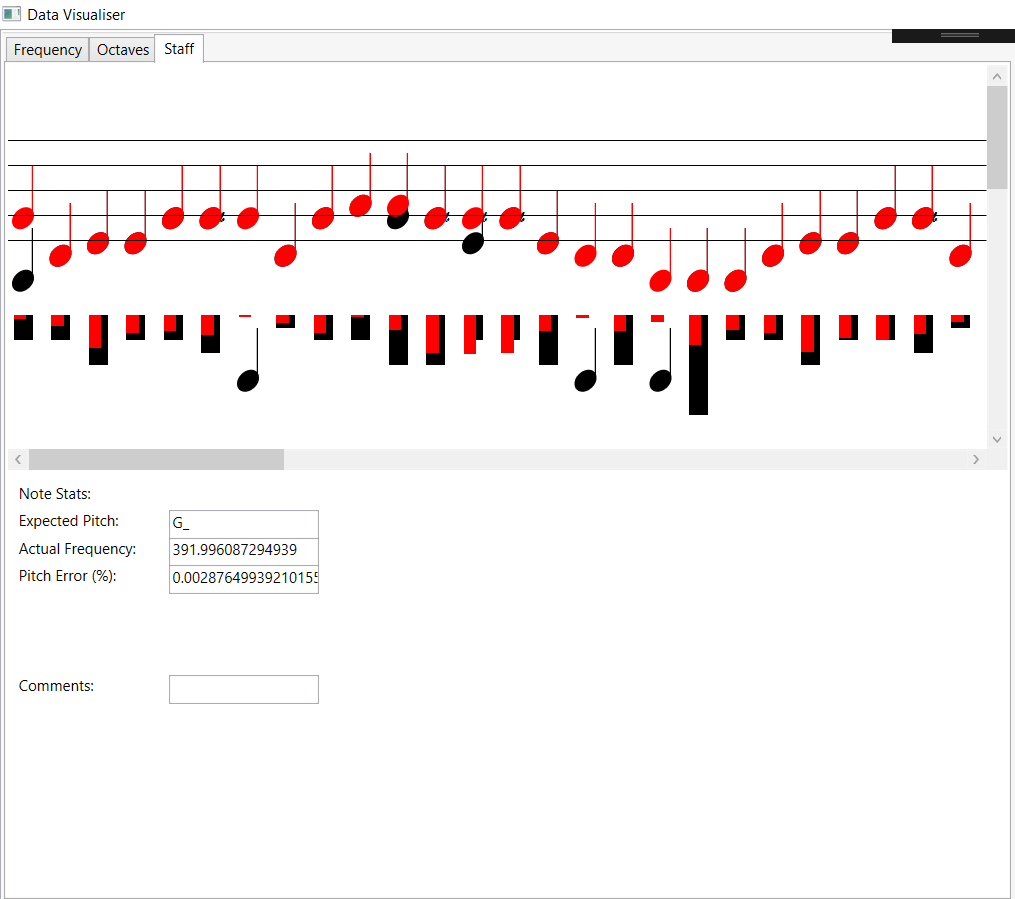 Data Visualiser
Frequency Octaves Staff
Note Stats:
Expected Pitch: G_
Actual Frequency: 391.996087294939
Pitch Error (%): 0.0028764993921015
Comments: